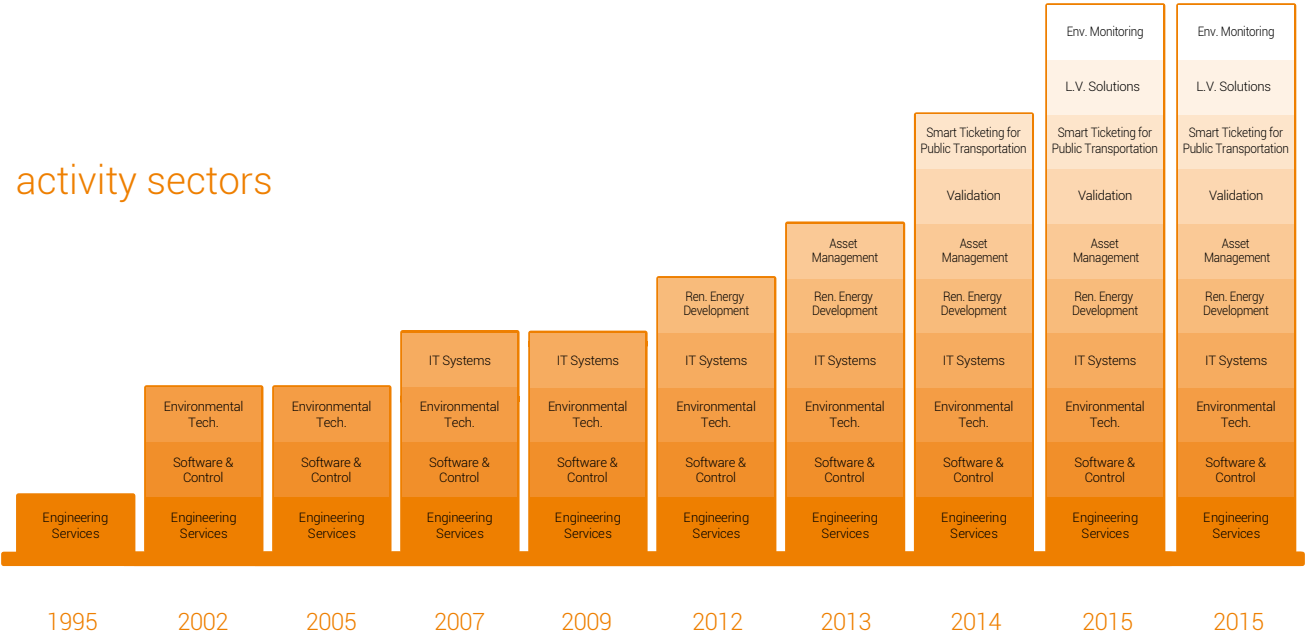 activity sectors
Engineering
Services
1995
Environmental
Tech.
Software &
Control
Engineering
Services
2002
Environmental
Tech.
Software &
Control
Engineering
Services
2005
IT Systems
Environmental
Tech.
Software &
Control
Engineering
Services
2007
IT Systems
Environmental
Tech.
Software &
Control
Engineering
Services
2009
Ren. Energy
Development
IT Systems
Environmental
Tech.
Software &
Control
Engineering
Services
2012
Asset
Management
Ren. Energy
Development
IT Systems
Environmental
Tech.
Software &
Control
Engineering
Services
2013
Smart Ticketing for
Public Transportation
Validation
Asset
Management
Ren. Energy
Development
IT Systems
Environmental
Tech.
Software &
Control
Engineering
Services
2014
Env. Monitoring
L.V. Solutions
Smart Ticketing for
Public Transportation
Validation
Asset
Management
Ren. Energy
Development
IT Systems
Environmental
Tech.
Software &
Control
Engineering
Services
2015
Env. Monitoring
L.V. Solutions
Smart Ticketing for
Public Transportation
Validation
Asset
Management
Ren. Energy
Development
IT Systems
Environmental
Tech.
Software &
Control
Engineering
Services
2015